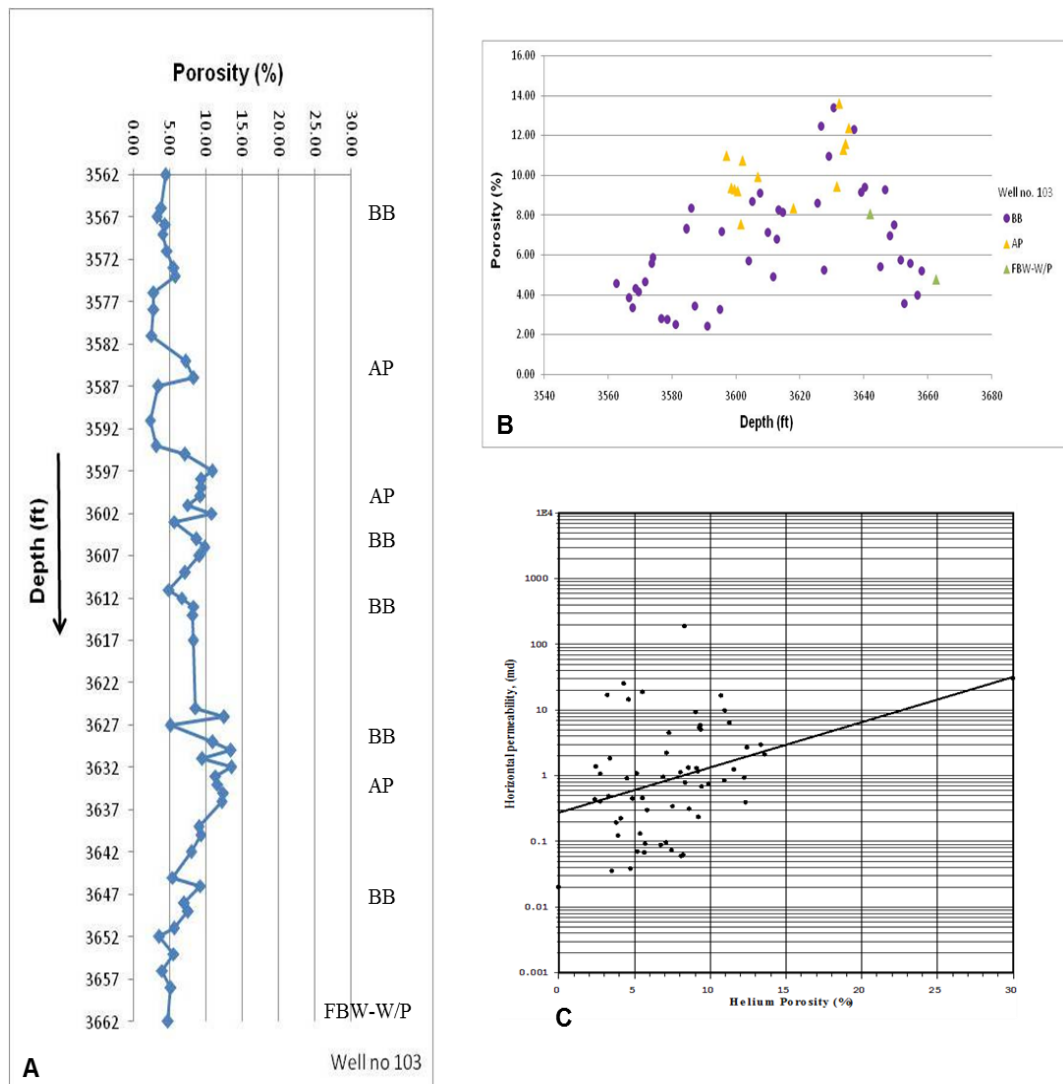 Porosity (%)
0.00 5.00 10.00 15.00 20.00 25.00 30.00
3562
BB
3567
3572
3577
3582
AP
3587
3592
3597
AP
3602
BB
3607
3612
BB
3617
3622
3627
BB
3632
AP
3637
3642
3647
BB
3652
3657
FBW-W/P
3662
Depth (ft)
A
Well no 103
16.00
14.00
12.00
10.00
8.00
6.00
4.00
2.00
0.00
Porosity (%)
3540 3560 3580 3600 3620 3640 3660 3680
Depth (ft)
B
Well no. 103
BB
AP
FBW-W/P
1E4
1000
100
10
1
0.1
0.01
0.001
Horizontal permeability, (md)
0 5 10 15 20 25 30
Helium Porosity (%)
C